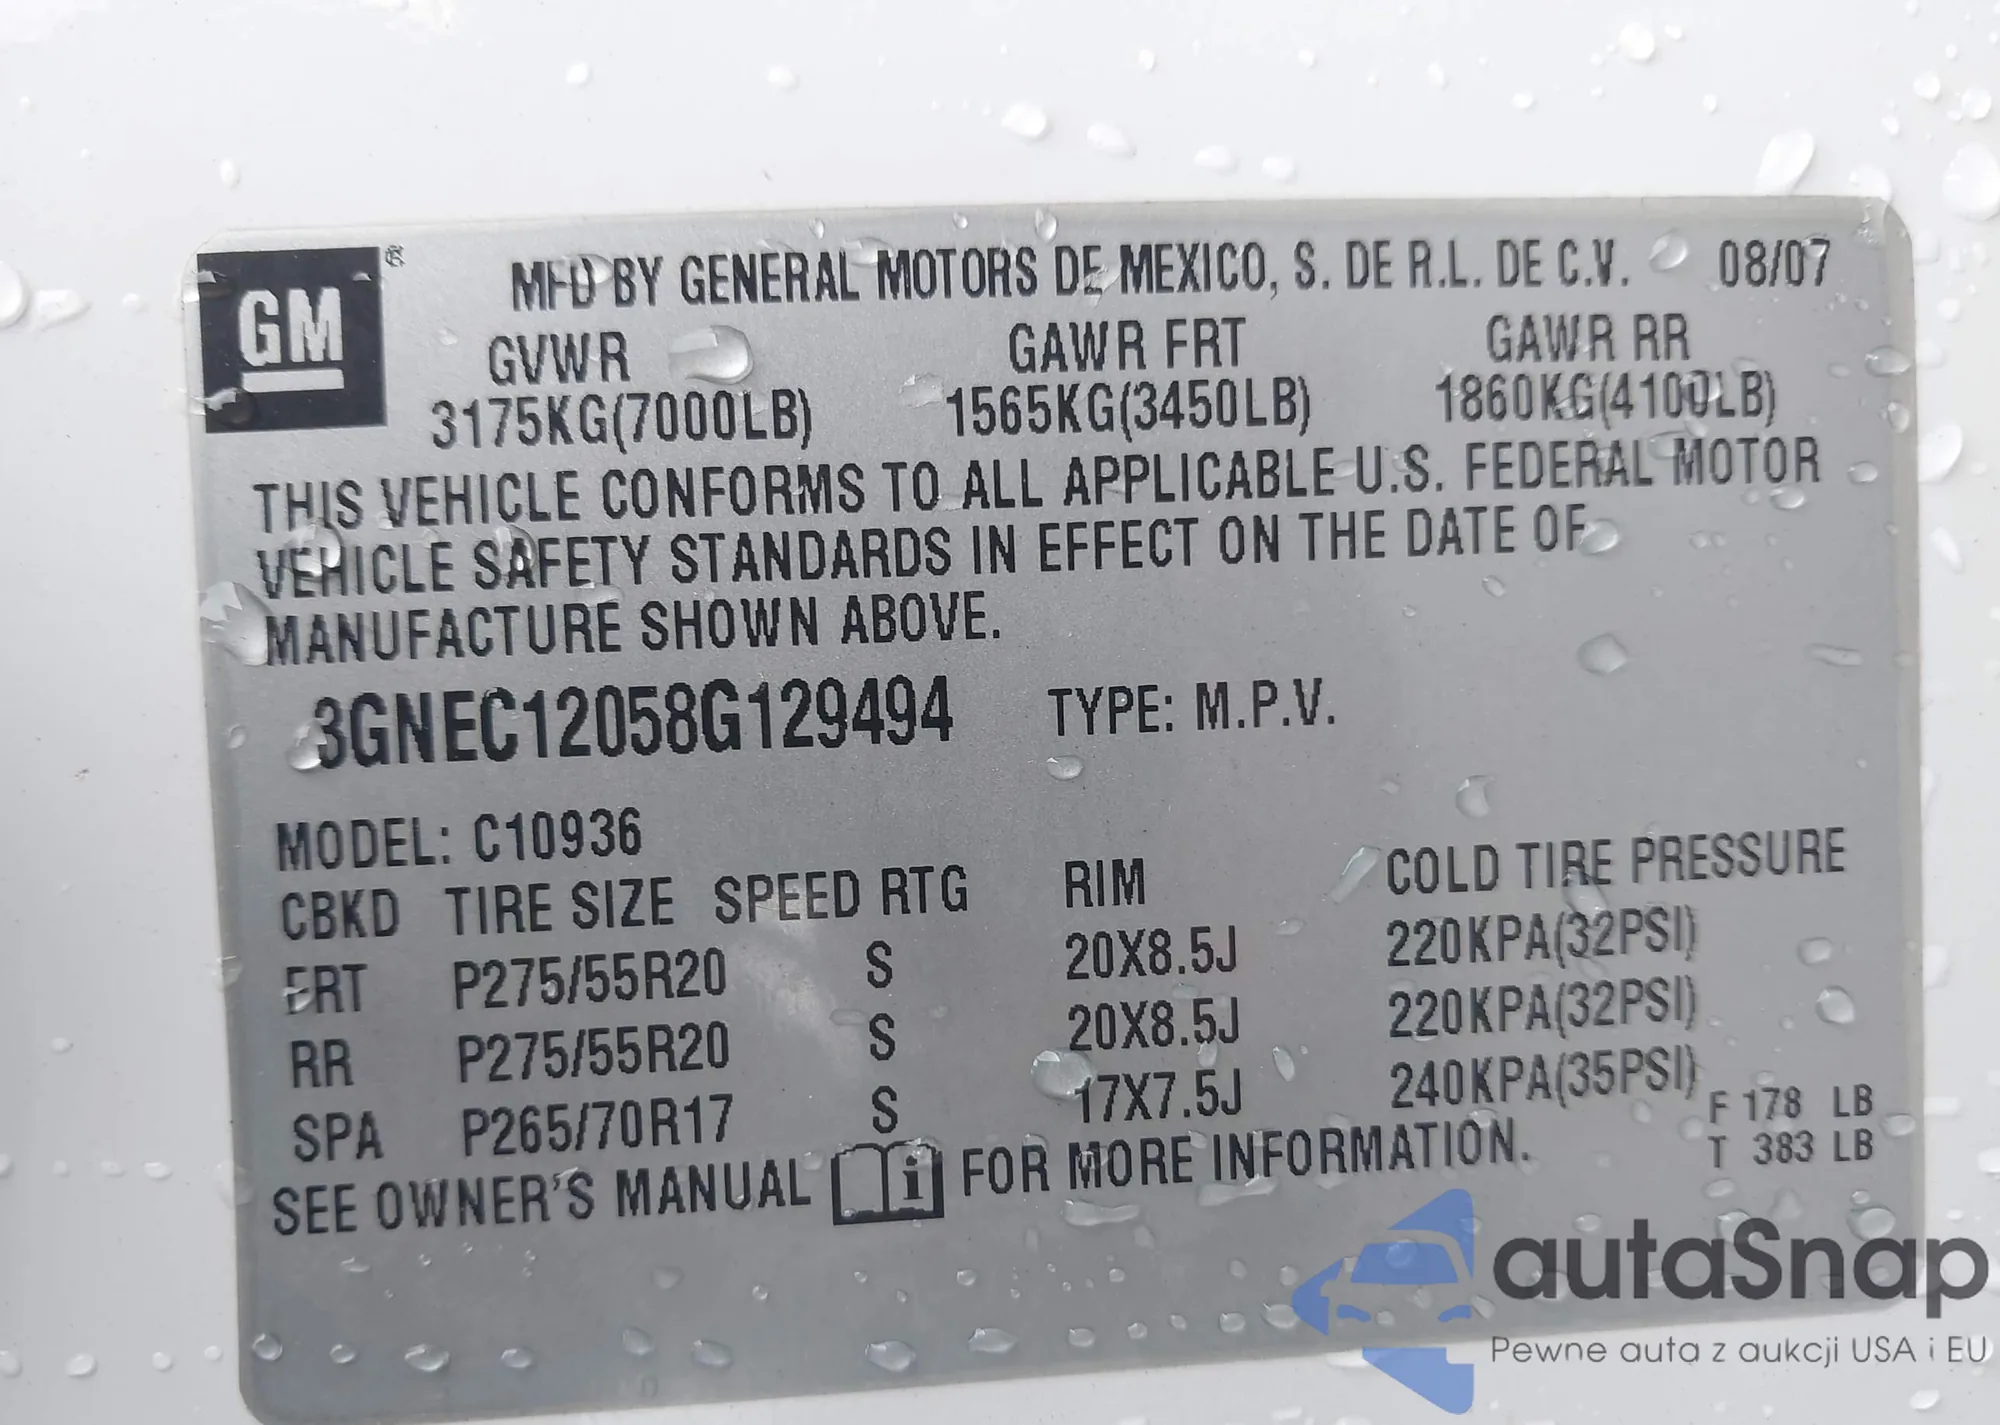 GM ®
MFD BY GENERAL MOTORS DE MEXICO, S. DE R.L. DE C.V. 08/07
GVWR GAWR FRT GAWR RR
3175KG(7000LB) 1565KG(3450LB) 1860KG(4100LB)
THIS VEHICLE CONFORMS TO ALL APPLICABLE U.S. FEDERAL MOTOR
VEHICLE SAFETY STANDARDS IN EFFECT ON THE DATE OF
MANUFACTURE SHOWN ABOVE.
3GNEC12058G129494 TYPE: M.P.V.
MODEL: C10936
CBKD TIRE SIZE SPEED RTG RIM COLD TIRE PRESSURE
FRT P275/55R20 S 20X8.5J 220KPA(32PSI)
RR P275/55R20 S 20X8.5J 220KPA(32PSI)
SPA P265/70R17 S 17X7.5J 240KPA(35PSI)
F 178 LB
T 383 LB
SEE OWNER'S MANUAL i FOR MORE INFORMATION.
autaSnap
Pewne auta z aukcji USA i EU